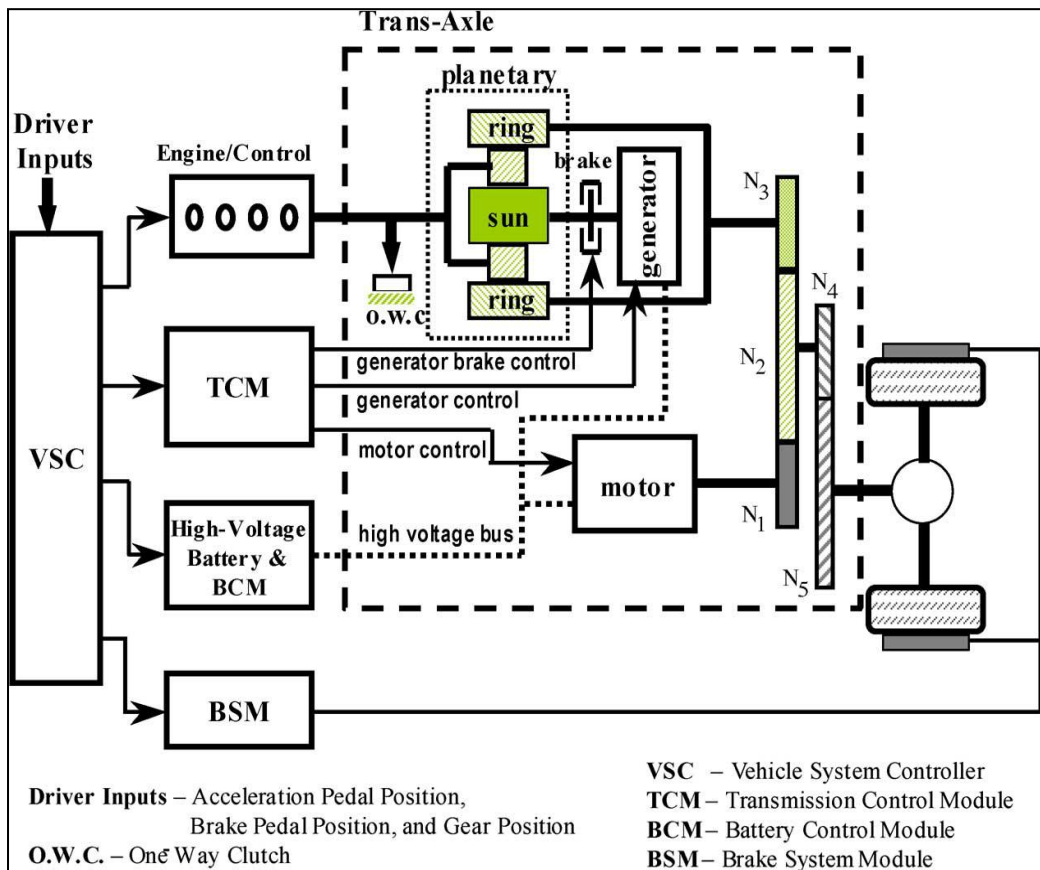 Trans-Axle
planetary
Driver
Inputs
Engine/Control
ring
brake
sun
generator
ring
o.w.c
N3
N4
N2
N1
N5
generator brake control
TCM
generator control
motor control
VSC
motor
High-Voltage
Battery &
BCM
high voltage bus
BSM
Driver Inputs – Acceleration Pedal Position,
Brake Pedal Position, and Gear Position
O.W.C. – One Way Clutch
VSC – Vehicle System Controller
TCM – Transmission Control Module
BCM – Battery Control Module
BSM – Brake System Module